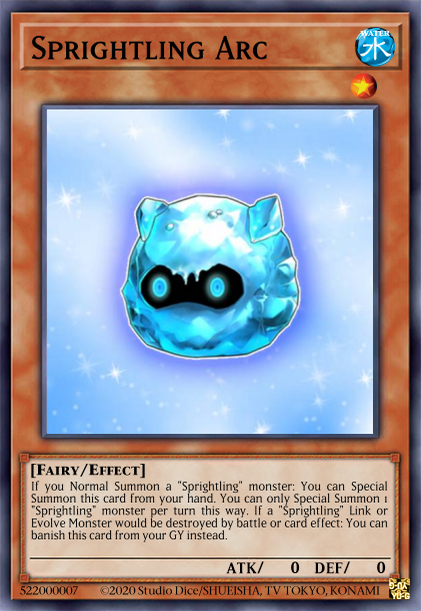 Sprightling Arc
WATER
水
[Fairy/Effect]
If you Normal Summon a "Sprightling" monster: You can Special
Summon this card from your hand. You can only Special Summon 1
"Sprightling" monster per turn this way. If a "Sprightling" Link or
Evolve Monster would be destroyed by battle or card effect: You can
banish this card from your GY instead.
ATK/ 0 DEF/ 0
522000007 ©2020 Studio Dice/SHUEISHA, TV TOKYO, KONAMI